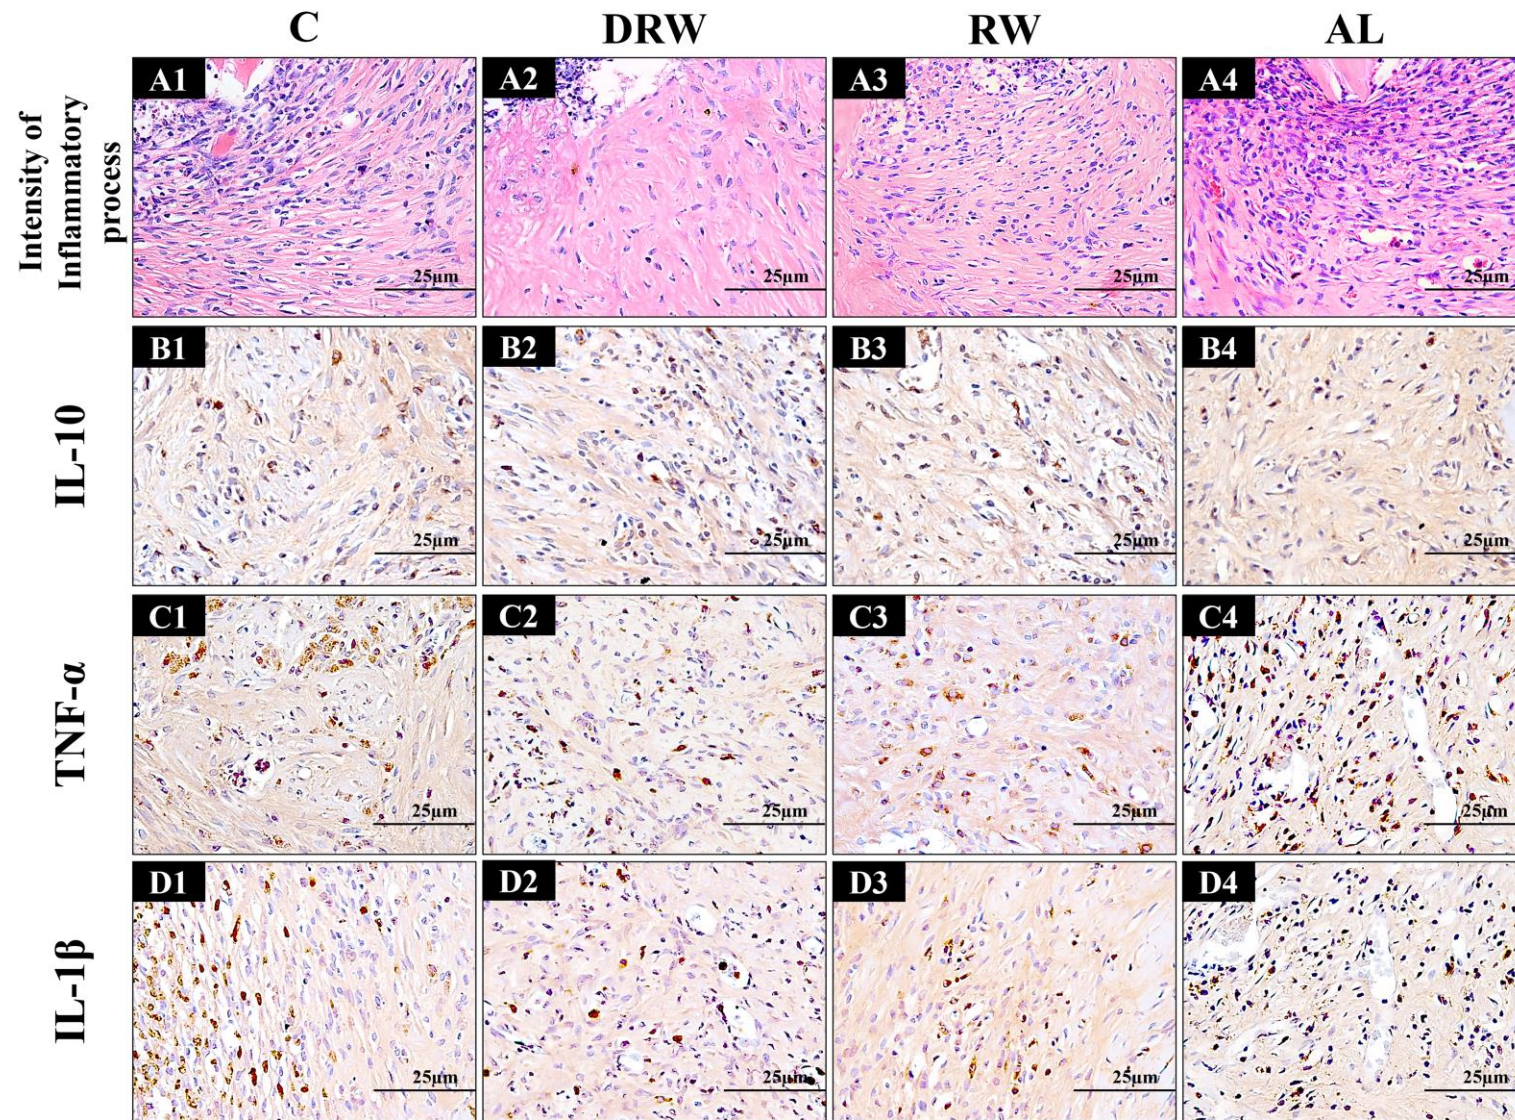 C DRW RW AL
Intensity of
Inflammatory
process
A1 A2 A3 A4
25µm 25µm 25µm 25µm
IL-10
B1 B2 B3 B4
25µm 25µm 25µm 25µm
TNF-α
C1 C2 C3 C4
25µm 25µm 25µm 25µm
IL-1β
D1 D2 D3 D4
25µm 25µm 25µm 25µm